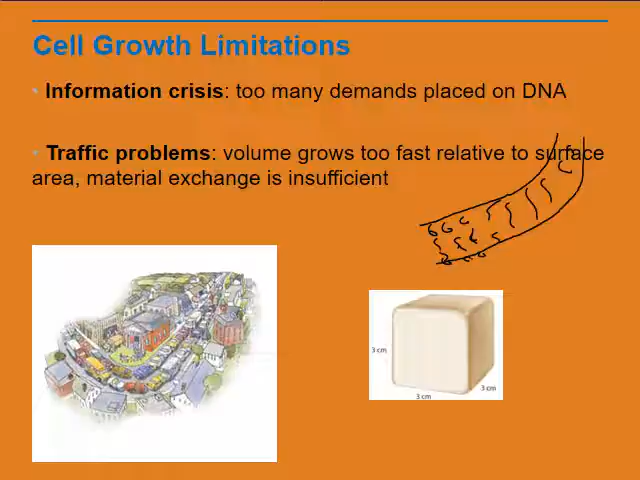 Cell Growth Limitations
• Information crisis: too many demands placed on DNA
• Traffic problems: volume grows too fast relative to surface
area, material exchange is insufficient
3 cm
3 cm
3 cm